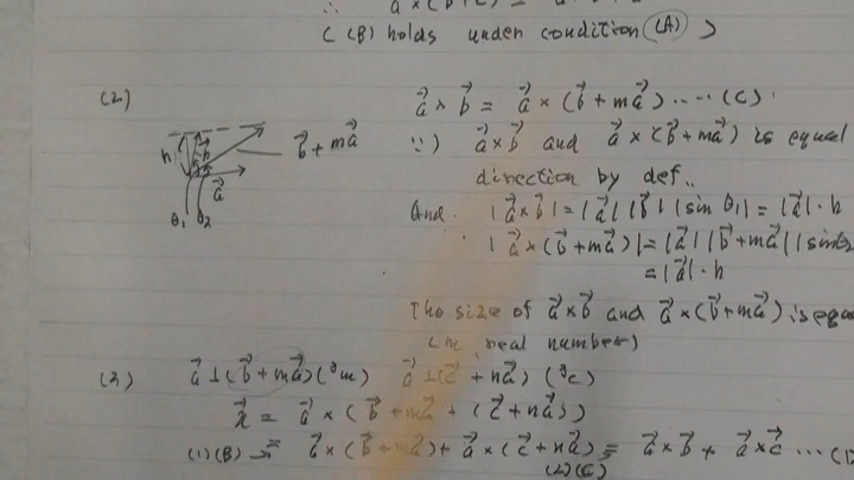 ∴ a⃗ × (b⃗ + c⃗) =
( (B) holds under condition (A) )
(2) a⃗ × b⃗ = a⃗ × (b⃗ + ma⃗) ···· (C)
h b⃗ b⃗ + ma⃗ ∵) a⃗ × b⃗ and a⃗ × (b⃗ + ma⃗) is equal
a⃗ direction by def..
θ₁ θ₂ And. |a⃗ × b⃗| = |a⃗| |b⃗| |sin θ₁| = |a⃗| · h
|a⃗ × (b⃗ + ma⃗)| = |a⃗| |b⃗ + ma⃗| |sin θ₂
= |a⃗| · h
The size of a⃗ × b⃗ and a⃗ × (b⃗ + ma⃗) is equa
(m, real number)
(3) a⃗ ⊥ (b⃗ + ma⃗) (∃m) a⃗ ⊥ (c⃗ + na⃗) (∃c)
x⃗ = a⃗ × (b⃗ + ma⃗ + (c⃗ + na⃗))
(1)(B) → a⃗ × (b⃗ + ma⃗) + a⃗ × (c⃗ + na⃗) = a⃗ × b⃗ + a⃗ × c⃗ ···
(2)(C)